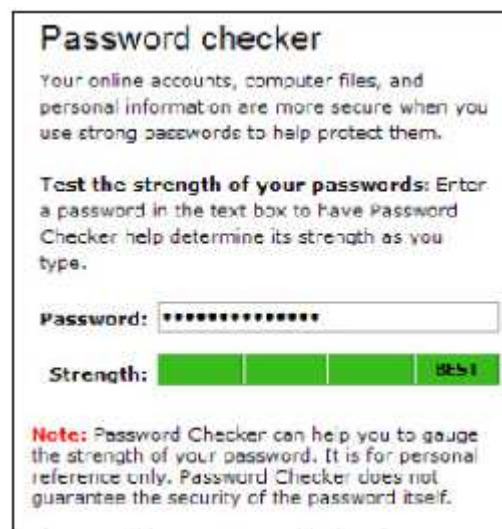 Password checker
Your online accounts, computer files, and
personal information are more secure when you
use strong passwords to help protect them.
Test the strength of your passwords: Enter
a password in the text box to have Password
Checker help determine its strength as you
type.
Password: ••••••••••••••
Strength: BEST
Note: Password Checker can help you to gauge
the strength of your password. It is for personal
reference only. Password Checker does not
guarantee the security of the password itself.